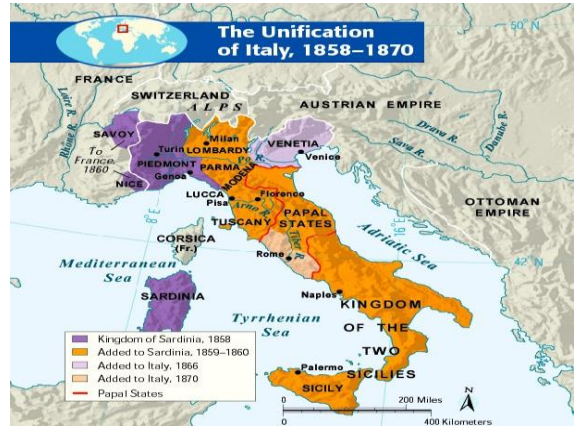 The Unification
of Italy, 1858–1870
50°N
FRANCE
SWITZERLAND
ALPS
AUSTRIAN EMPIRE
Loire R.
Rhône R.
SAVOY
To
France,
1860
Milan
LOMBARDY
VENETIA
Venice
Drava R.
Sava R.
Danube R.
Turin
PIEDMONT
Genoa
NICE
PARMA
Po R.
MODENA
LUCCA
Pisa
Florence
Arno R.
TUSCANY
PAPAL
STATES
Tiber R.
OTTOMAN
EMPIRE
8°E
16°E
CORSICA
(Fr.)
Rome
Adriatic Sea
42°N
Mediterranean
Sea
SARDINIA
Naples
KINGDOM
OF THE
TWO
SICILIES
Tyrrhenian
Sea
Palermo
SICILY
Kingdom of Sardinia, 1858
Added to Sardinia, 1859–1860
Added to Italy, 1866
Added to Italy, 1870
Papal States
0
200 Miles
0
400 Kilometers
N